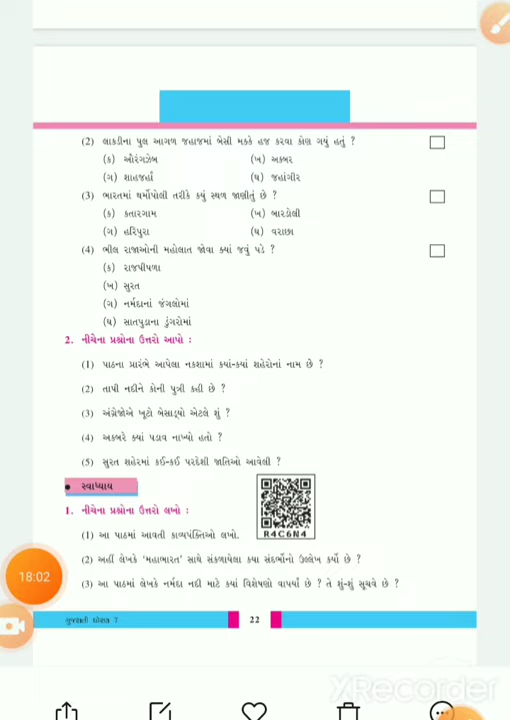 (2) લાકડીના પુલ આગળ જહાજમાં બેસી મક્કે હજ કરવા કોણ ગયું હતું ?
(ક) ઔરંગઝેબ (ખ) અકબર
(ગ) શાહજહાં (ઘ) જહાંગીર
(3) ભારતમાં થર્મોપોલી તરીકે કયું સ્થળ જાણીતું છે ?
(ક) કતારગામ (ખ) બારડોલી
(ગ) હરિપુરા (ઘ) વરાછા
(4) ભીલ રાજાઓની મહોલાત જોવા ક્યાં જવું પડે ?
(ક) રાજપીપળા
(ખ) સુરત
(ગ) નર્મદાનાં જંગલોમાં
(ઘ) સાતપુડાના ડુંગરોમાં
2. નીચેના પ્રશ્નોના ઉત્તરો આપો :
(1) પાઠના પ્રારંભે આપેલા નકશામાં ક્યાં-ક્યાં શહેરોનાં નામ છે ?
(2) તાપી નદીને કોની પુત્રી કહી છે ?
(3) અંગ્રેજોએ ખૂટો બેસાડ્યો એટલે શું ?
(4) અકબરે ક્યાં પડાવ નાખ્યો હતો ?
(5) સુરત શહેરમાં કઈ-કઈ પરદેશી જાતિઓ આવેલી ?
• સ્વાધ્યાય
1. નીચેના પ્રશ્નોના ઉત્તરો લખો :
(1) આ પાઠમાં આવતી કાવ્યપંક્તિઓ લખો.
R4C6N4
(2) અહીં લેખકે 'મહાભારત' સાથે સંકળાયેલા કયા સંદર્ભોનો ઉલ્લેખ કર્યો છે ?
(3) આ પાઠમાં લેખકે નર્મદા નદી માટે ક્યાં વિશેષણો વાપર્યાં છે ? તે શું-શું સૂચવે છે ?
18:02
ગુજરાતી ધોરણ 7 22
XRecorder